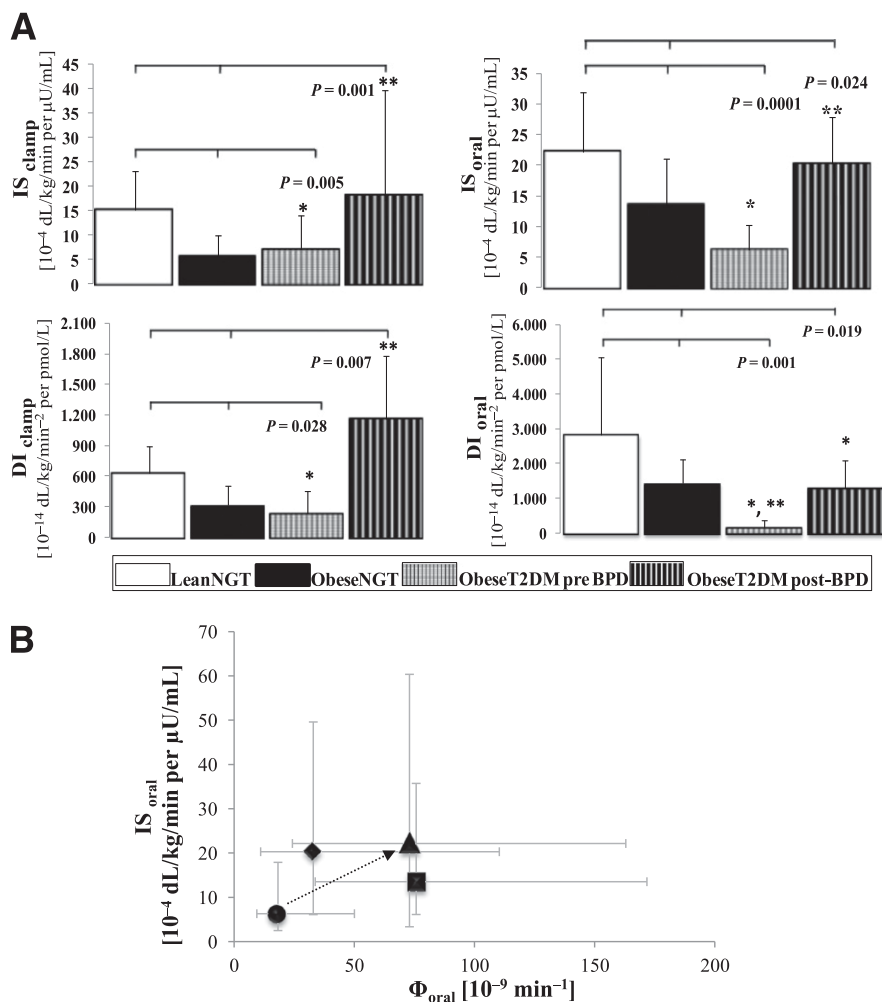 A
IS clamp
[10⁻⁴ dL/kg/min per μU/mL]
45
40
35
30
25
20
15
10
5
0
**
P = 0.001
P = 0.005
*
IS oral
[10⁻⁴ dL/kg/min per μU/mL]
35
30
25
20
15
10
5
0
P = 0.024
P = 0.0001
**
*
DI clamp
[10⁻¹⁴ dL/kg/min⁻² per pmol/L]
2.100
1.800
1.500
1.200
900
600
300
0
**
P = 0.007
P = 0.028
*
DI oral
[10⁻¹⁴ dL/kg/min⁻² per pmol/L]
6.000
5.000
4.000
3.000
2.000
1.000
0
P = 0.019
P = 0.001
*
*, **
LeanNGT ObeseNGT ObeseT2DM pre BPD ObeseT2DM post-BPD
B
IS oral
[10⁻⁴ dL/kg/min per μU/mL]
70
60
50
40
30
20
10
0
0 50 100 150 200
Φoral [10⁻⁹ min⁻¹]